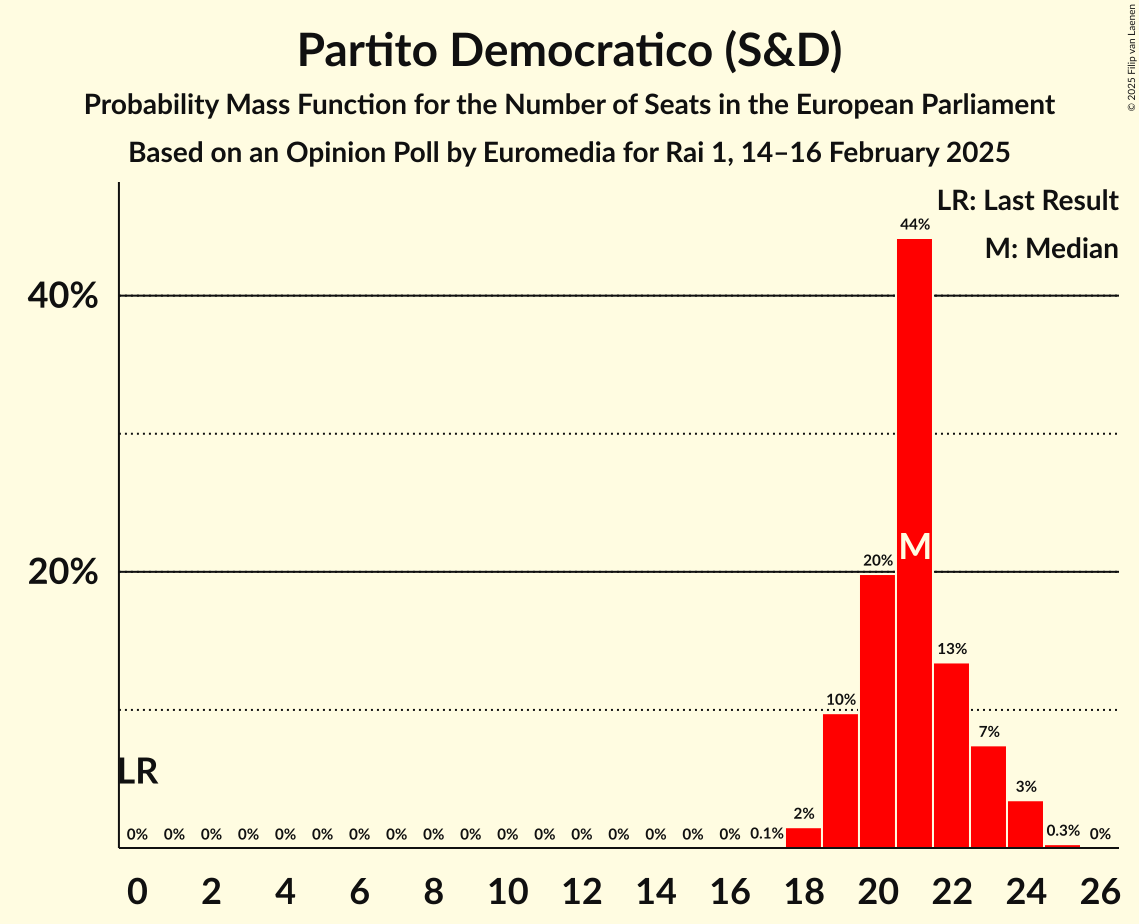 Partito Democratico (S&D)
Probability Mass Function for the Number of Seats in the European Parliament
Based on an Opinion Poll by Euromedia for Rai 1, 14–16 February 2025
© 2025 Filip van Laenen
LR: Last Result
M: Median
40%
20%
44%
M
20%
13%
10%
7%
LR
3%
2%
0% 0% 0% 0% 0% 0% 0% 0% 0% 0% 0% 0% 0% 0% 0% 0% 0% 0.1% 0.3% 0%
0 2 4 6 8 10 12 14 16 18 20 22 24 26